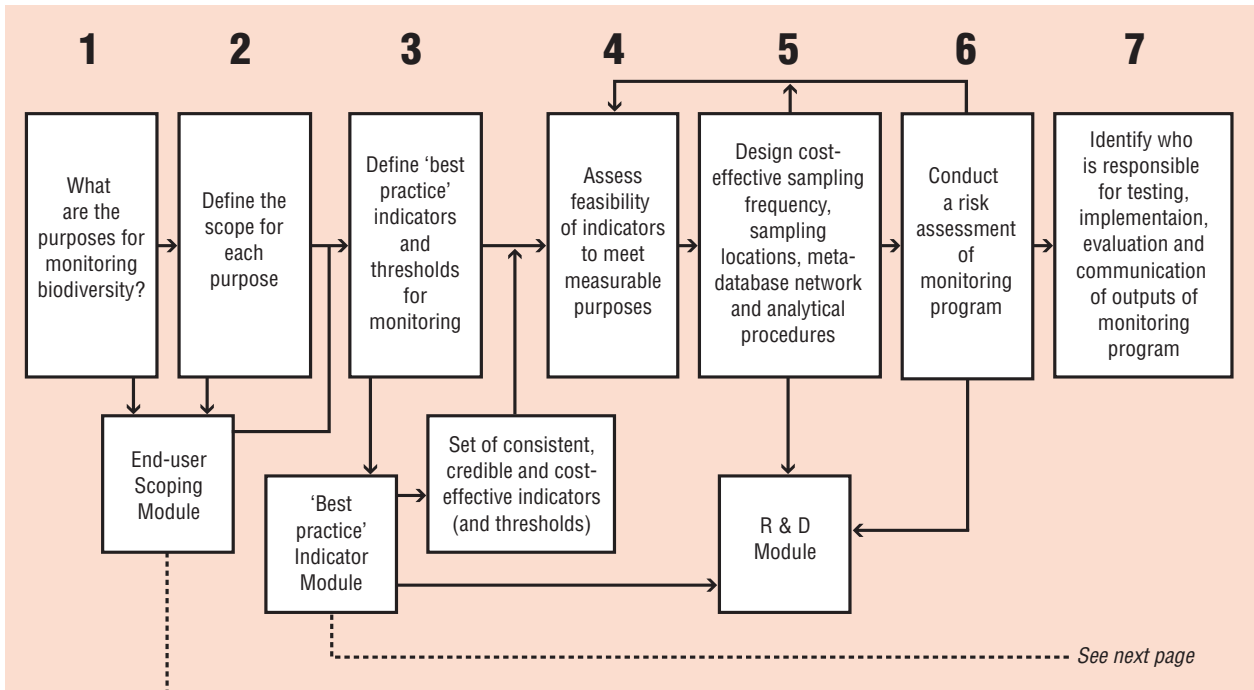 1
2
3
4
5
6
7
What
are the
purposes for
monitoring
biodiversity?
Define the
scope for
each
purpose
Define ‘best
practice’
indicators
and
thresholds
for
monitoring
Assess
feasibility
of indicators
to meet
measurable
purposes
Design cost-
effective sampling
frequency,
sampling
locations, meta-
database network
and analytical
procedures
Conduct
a risk
assessment
of
monitoring
program
Identify who
is responsible
for testing,
implementaion,
evaluation and
communication
of outputs of
monitoring
program
End-user
Scoping
Module
‘Best
practice’
Indicator
Module
Set of consistent,
credible and cost-
effective indicators
(and thresholds)
R & D
Module
See next page